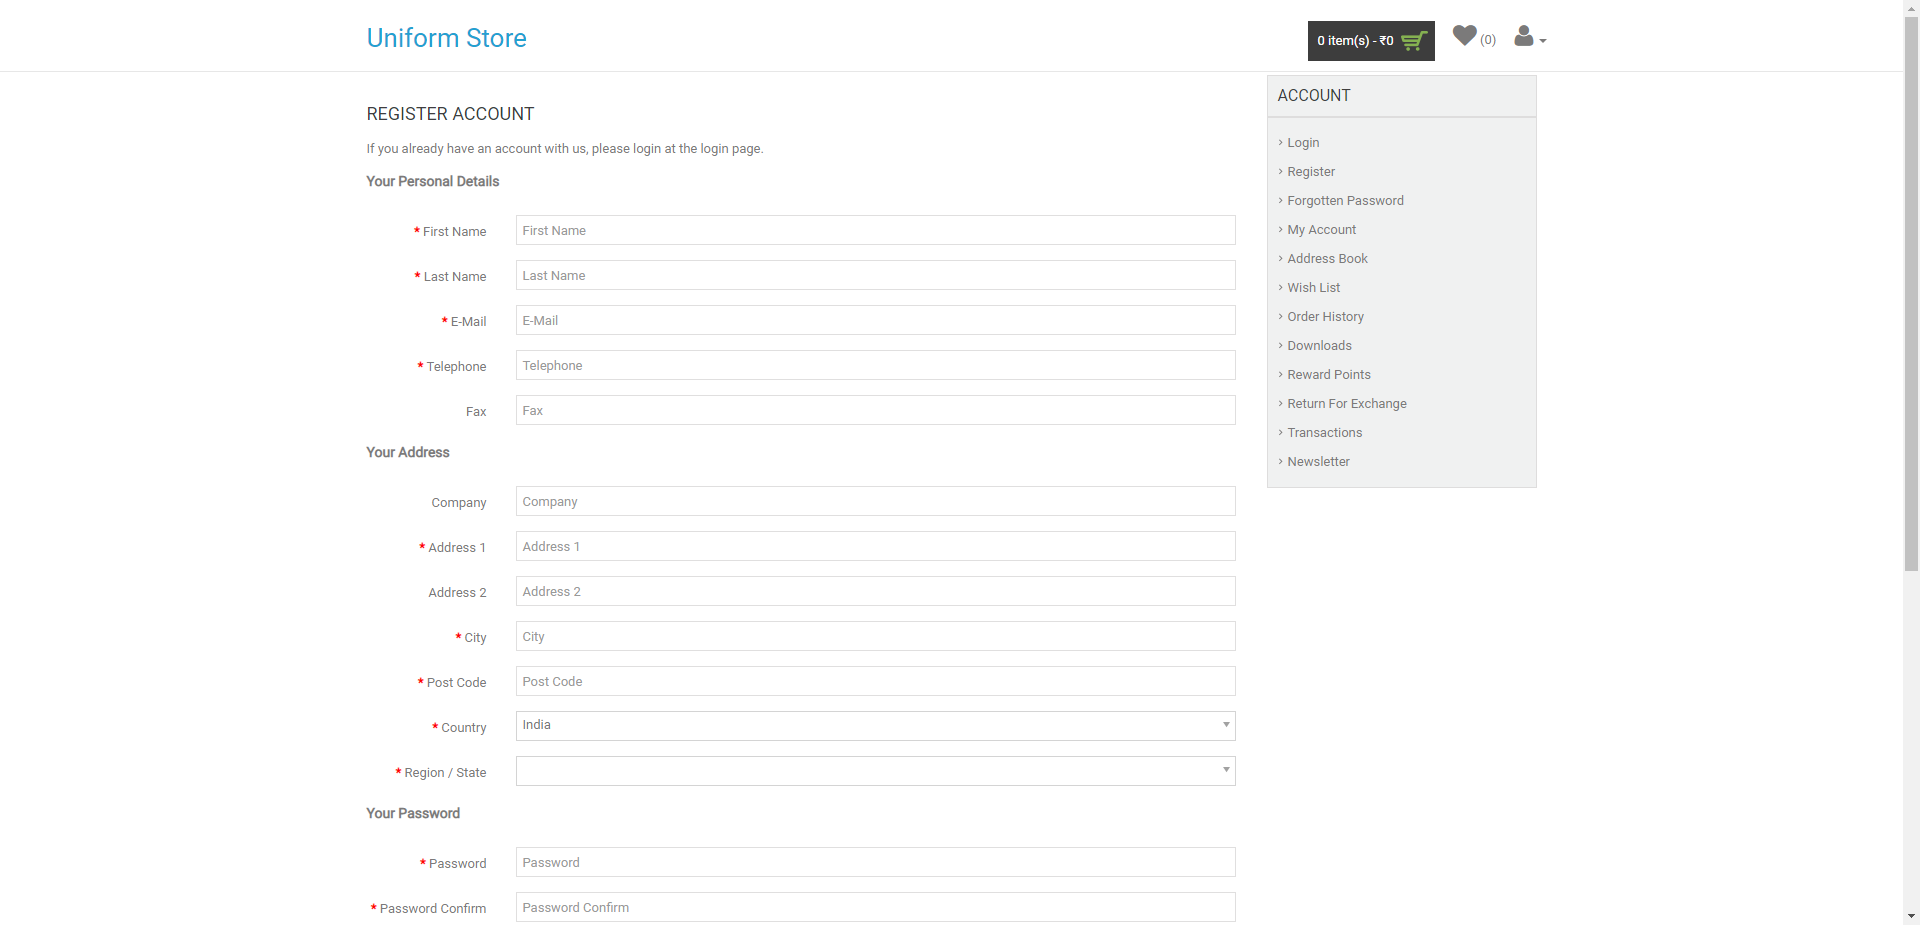 Uniform Store
0 item(s) - ₹0
(0)
REGISTER ACCOUNT
If you already have an account with us, please login at the login page.
Your Personal Details
* First Name
First Name
* Last Name
Last Name
* E-Mail
E-Mail
* Telephone
Telephone
Fax
Fax
Your Address
Company
Company
* Address 1
Address 1
Address 2
Address 2
* City
City
* Post Code
Post Code
* Country
India
* Region / State
Your Password
* Password
Password
* Password Confirm
Password Confirm
ACCOUNT
Login
Register
Forgotten Password
My Account
Address Book
Wish List
Order History
Downloads
Reward Points
Return For Exchange
Transactions
Newsletter